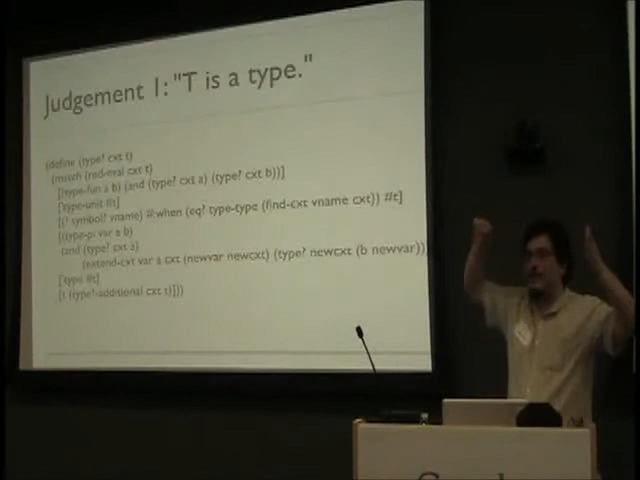 Judgement 1: "T is a type."
(define (type? cxt t)
(match (red-eval cxt t)
[(type-fun a b) (and (type? cxt a) (type? cxt b))]
['type-unit #t]
[(? symbol? vname) #:when (eq? type-type (find-cxt vname cxt)) #t]
[(type-pi var a b)
(and (type? cxt a)
(extend-cxt var a cxt (newvar newcxt) (type? newcxt (b newvar)))
['type #t]
[t (type?-additional cxt t)]))